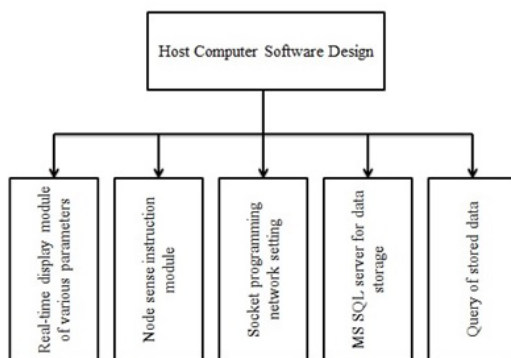 Host Computer Software Design
Real-time display module
of various parameters
Node sense instruction
module
Socket programming
network setting
MS SQL server for data
storage
Query of stored data